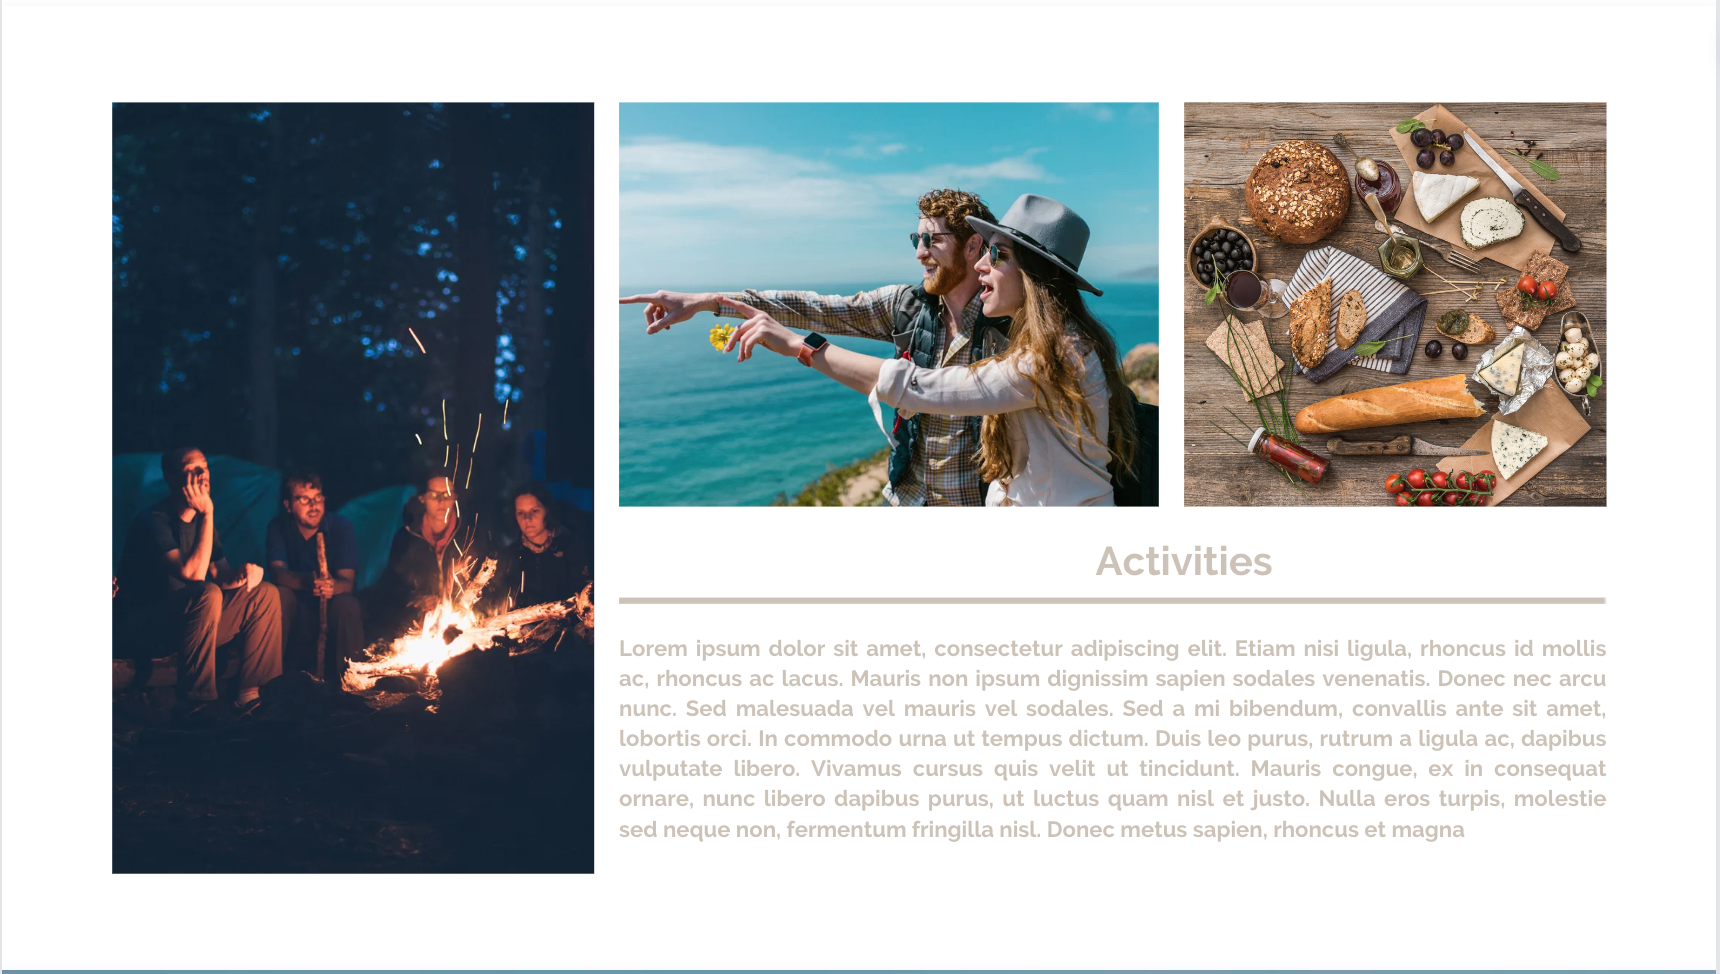 Activities
Lorem ipsum dolor sit amet, consectetur adipiscing elit. Etiam nisi ligula, rhoncus id mollis
ac, rhoncus ac lacus. Mauris non ipsum dignissim sapien sodales venenatis. Donec nec arcu
nunc. Sed malesuada vel mauris vel sodales. Sed a mi bibendum, convallis ante sit amet,
lobortis orci. In commodo urna ut tempus dictum. Duis leo purus, rutrum a ligula ac, dapibus
vulputate libero. Vivamus cursus quis velit ut tincidunt. Mauris congue, ex in consequat
ornare, nunc libero dapibus purus, ut luctus quam nisl et justo. Nulla eros turpis, molestie
sed neque non, fermentum fringilla nisl. Donec metus sapien, rhoncus et magna